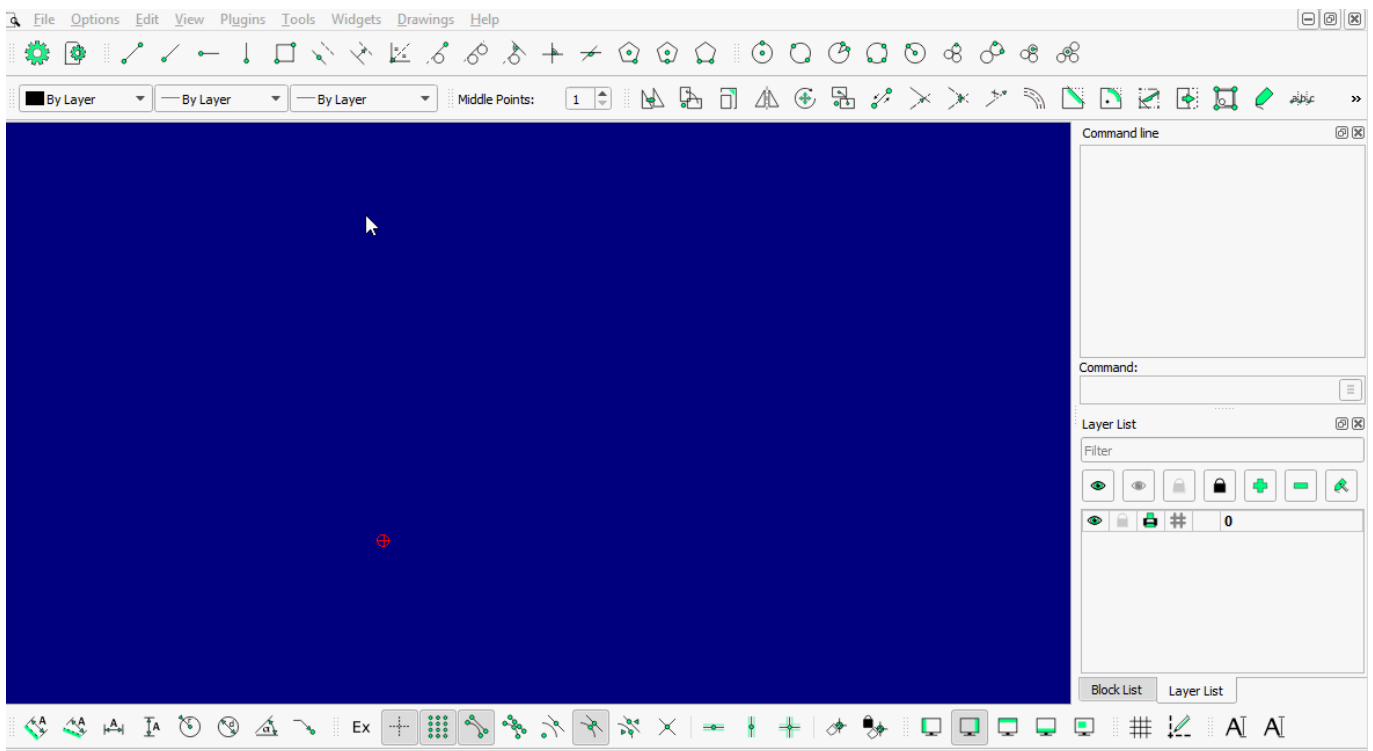 File Options Edit View Plugins Tools Widgets Drawings Help
By Layer By Layer By Layer Middle Points: 1
Command line
Command:
Layer List
Filter
0
Block List Layer List
Ex